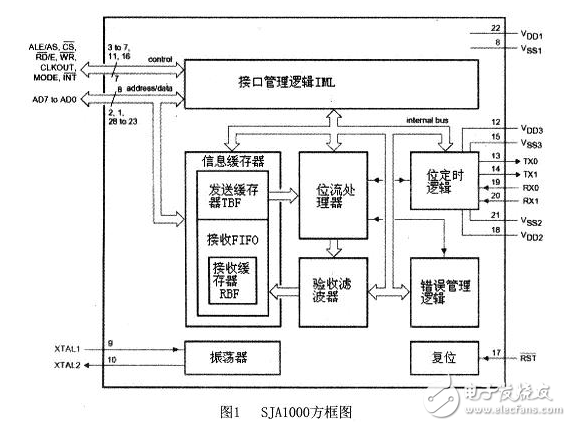 ALE/AS, CS,
RD/E, WR,
CLKOUT,
MODE, INT
3 to 7,
11, 16
control
7
AD7 to AD0
8
address/data
2, 1,
28 to 23
接口管理逻辑IML
22
VDD1
8
VSS1
internal bus
信息缓存器
发送缓存
器TBF
接收FIFO
接收缓
存器
RBF
位流处
理器
验收滤
波器
位定时
逻辑
错误管理
逻辑
12
VDD3
15
VSS3
13
TX0
14
TX1
19
RX0
20
RX1
21
VSS2
18
VDD2
XTAL1
9
XTAL2
10
振荡器
复位
17
RST
电子发烧友
图1 SJA1000方框图